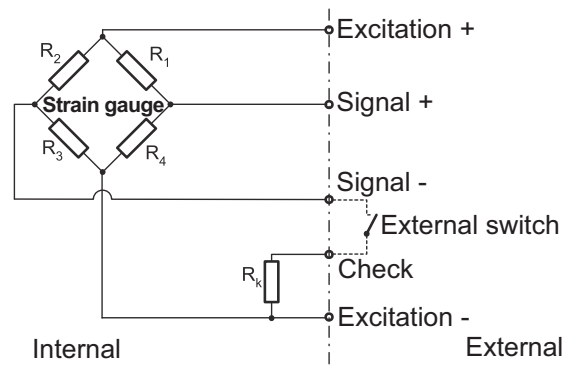 Excitation +
R2
R1
Strain gauge
Signal +
R3
R4
Signal -
External switch
Check
Rk
Excitation -
Internal
External